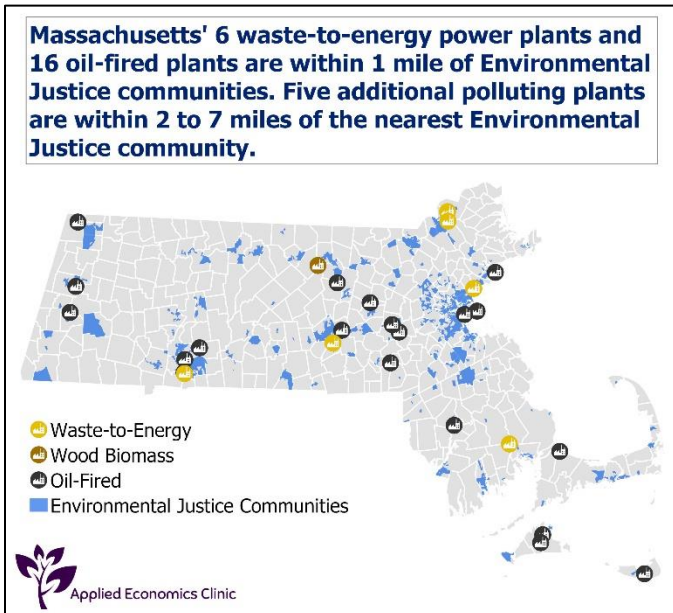 Massachusetts' 6 waste-to-energy power plants and
16 oil-fired plants are within 1 mile of Environmental
Justice communities. Five additional polluting plants
are within 2 to 7 miles of the nearest Environmental
Justice community.
Waste-to-Energy
Wood Biomass
Oil-Fired
Environmental Justice Communities
Applied Economics Clinic